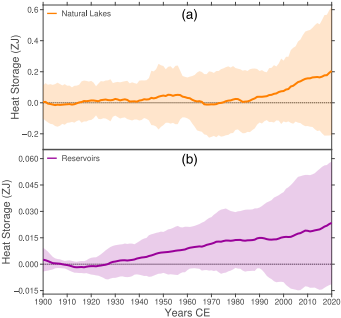 Natural Lakes
(a)
Heat Storage (ZJ)
0.6
0.4
0.2
0.0
−0.2
Reservoirs
(b)
Heat Storage (ZJ)
0.060
0.045
0.030
0.015
0.000
−0.015
1900 1910 1920 1930 1940 1950 1960 1970 1980 1990 2000 2010 2020
Years CE